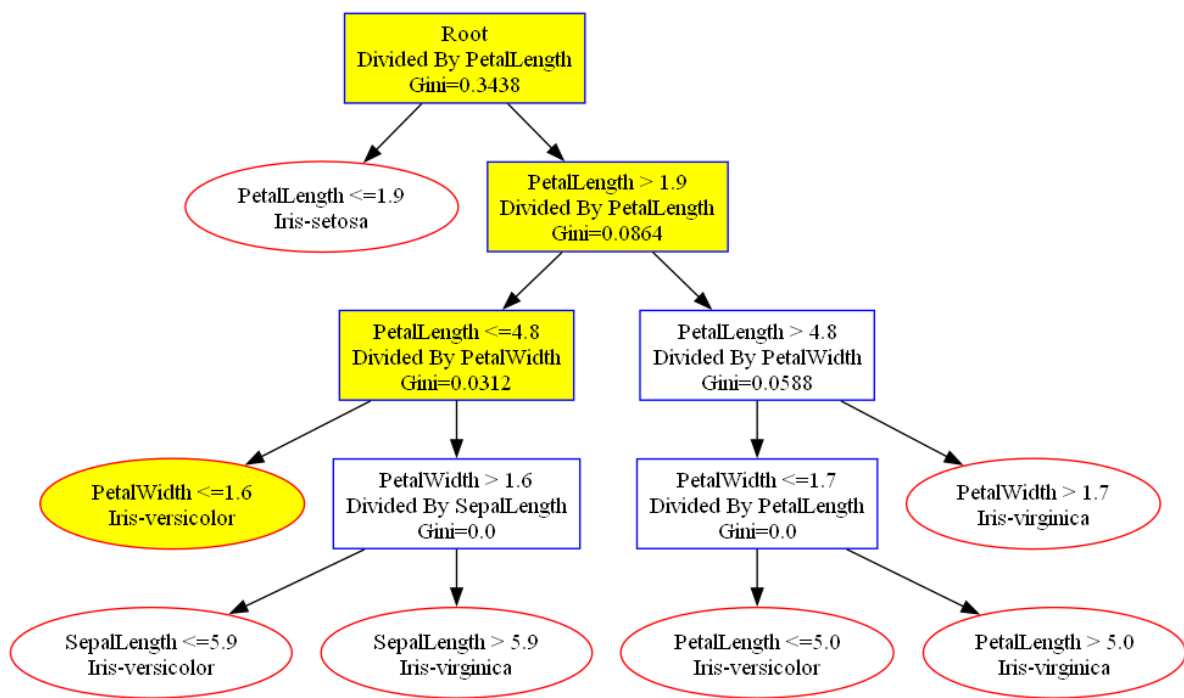 Root
Divided By PetalLength
Gini=0.3438
PetalLength <=1.9
Iris-setosa
PetalLength > 1.9
Divided By PetalLength
Gini=0.0864
PetalLength <=4.8
Divided By PetalWidth
Gini=0.0312
PetalLength > 4.8
Divided By PetalWidth
Gini=0.0588
PetalWidth <=1.6
Iris-versicolor
PetalWidth > 1.6
Divided By SepalLength
Gini=0.0
PetalWidth <=1.7
Divided By PetalLength
Gini=0.0
PetalWidth > 1.7
Iris-virginica
SepalLength <=5.9
Iris-versicolor
SepalLength > 5.9
Iris-virginica
PetalLength <=5.0
Iris-versicolor
PetalLength > 5.0
Iris-virginica